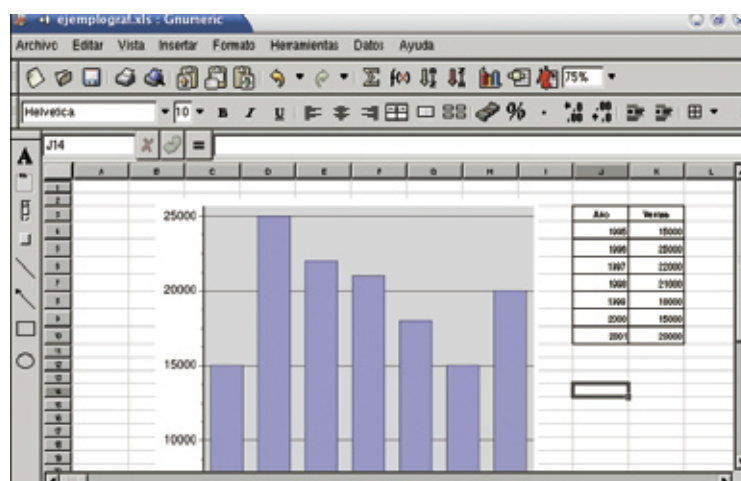 ejemplograf.xls : Gnumeric
Archivo Editar Vista Insertar Formato Herramientas Datos Ayuda
75%
Helvetica 10 B I U %
J14 =
A B C D E F G H I J K L
Año Ventas
1995 15000
1996 25000
1997 22000
1998 21000
1999 18000
2000 15000
2001 20000
25000
20000
15000
10000